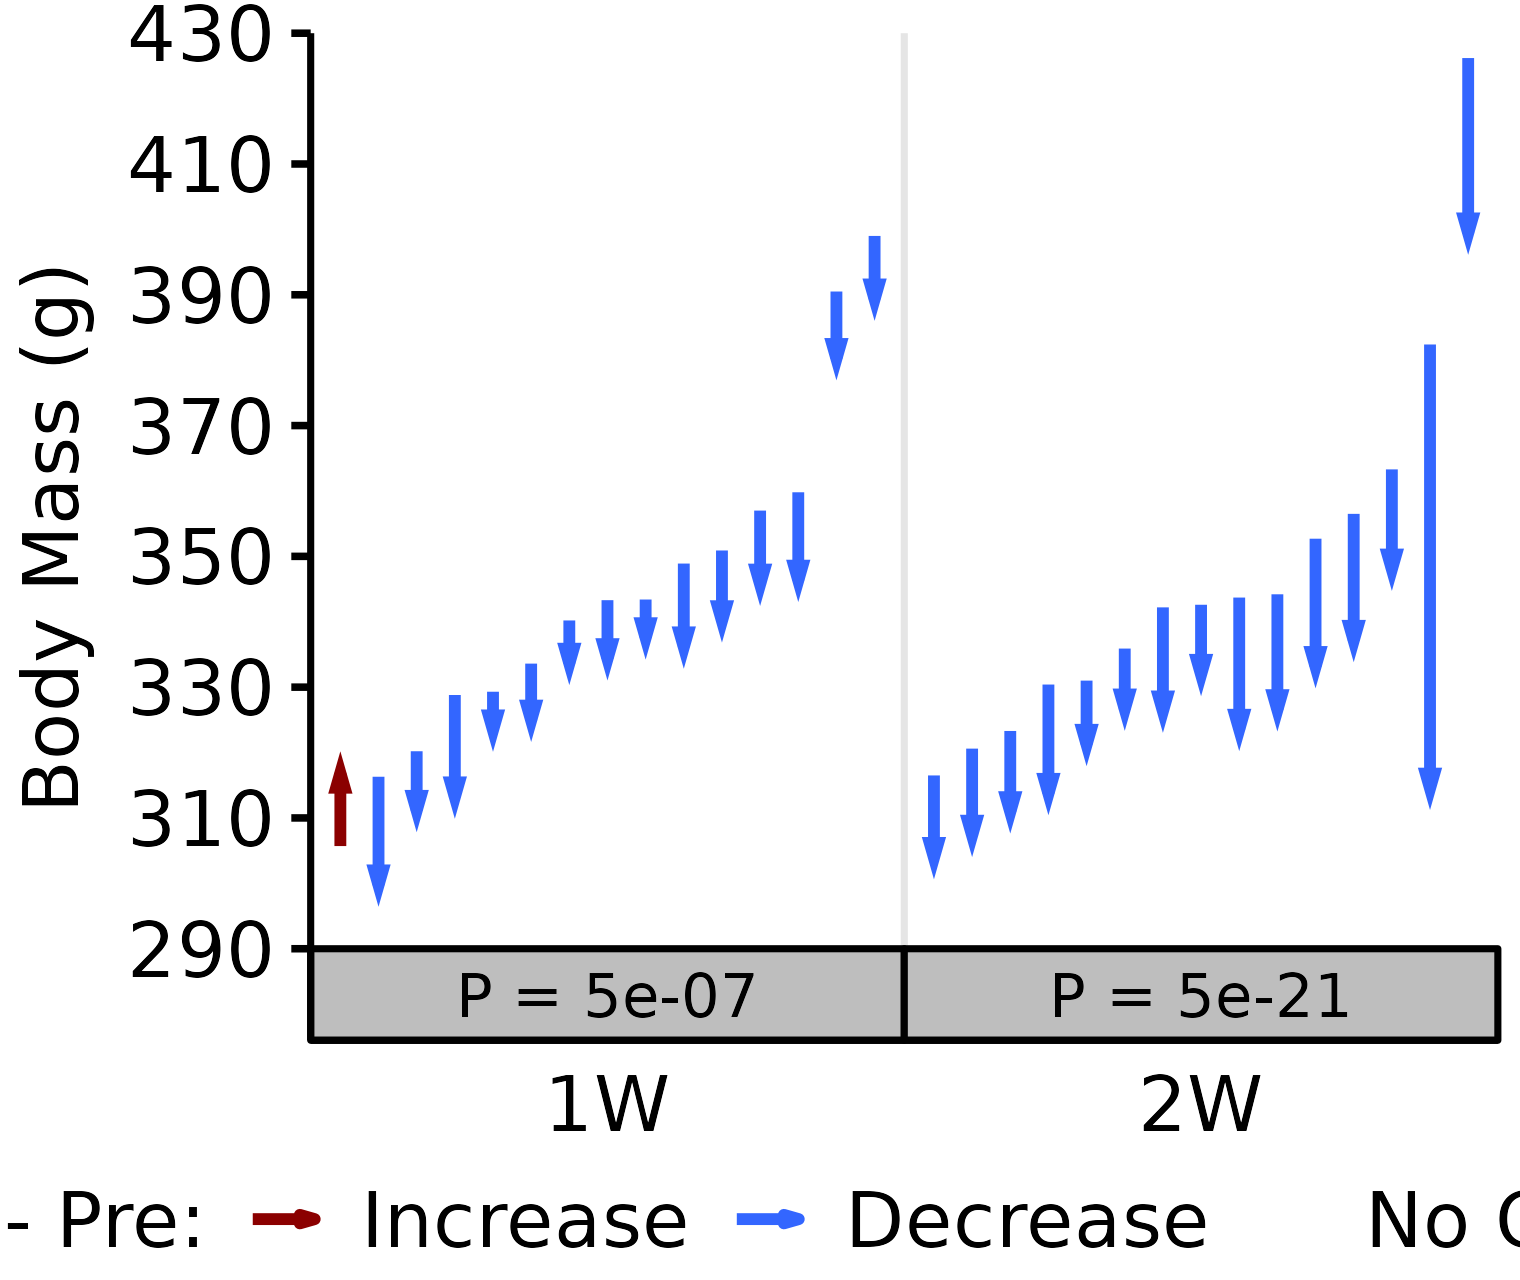 430
410
390
370
350
330
310
290
Body Mass (g)
P = 5e-07 P = 5e-21
1W 2W
- Pre: Increase Decrease No